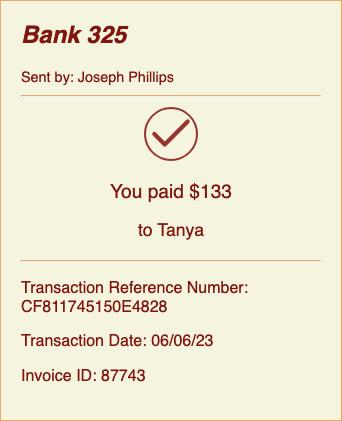 Bank 325
Sent by: Joseph Phillips
You paid $133
to Tanya
Transaction Reference Number:
CF811745150E4828
Transaction Date: 06/06/23
Invoice ID: 87743